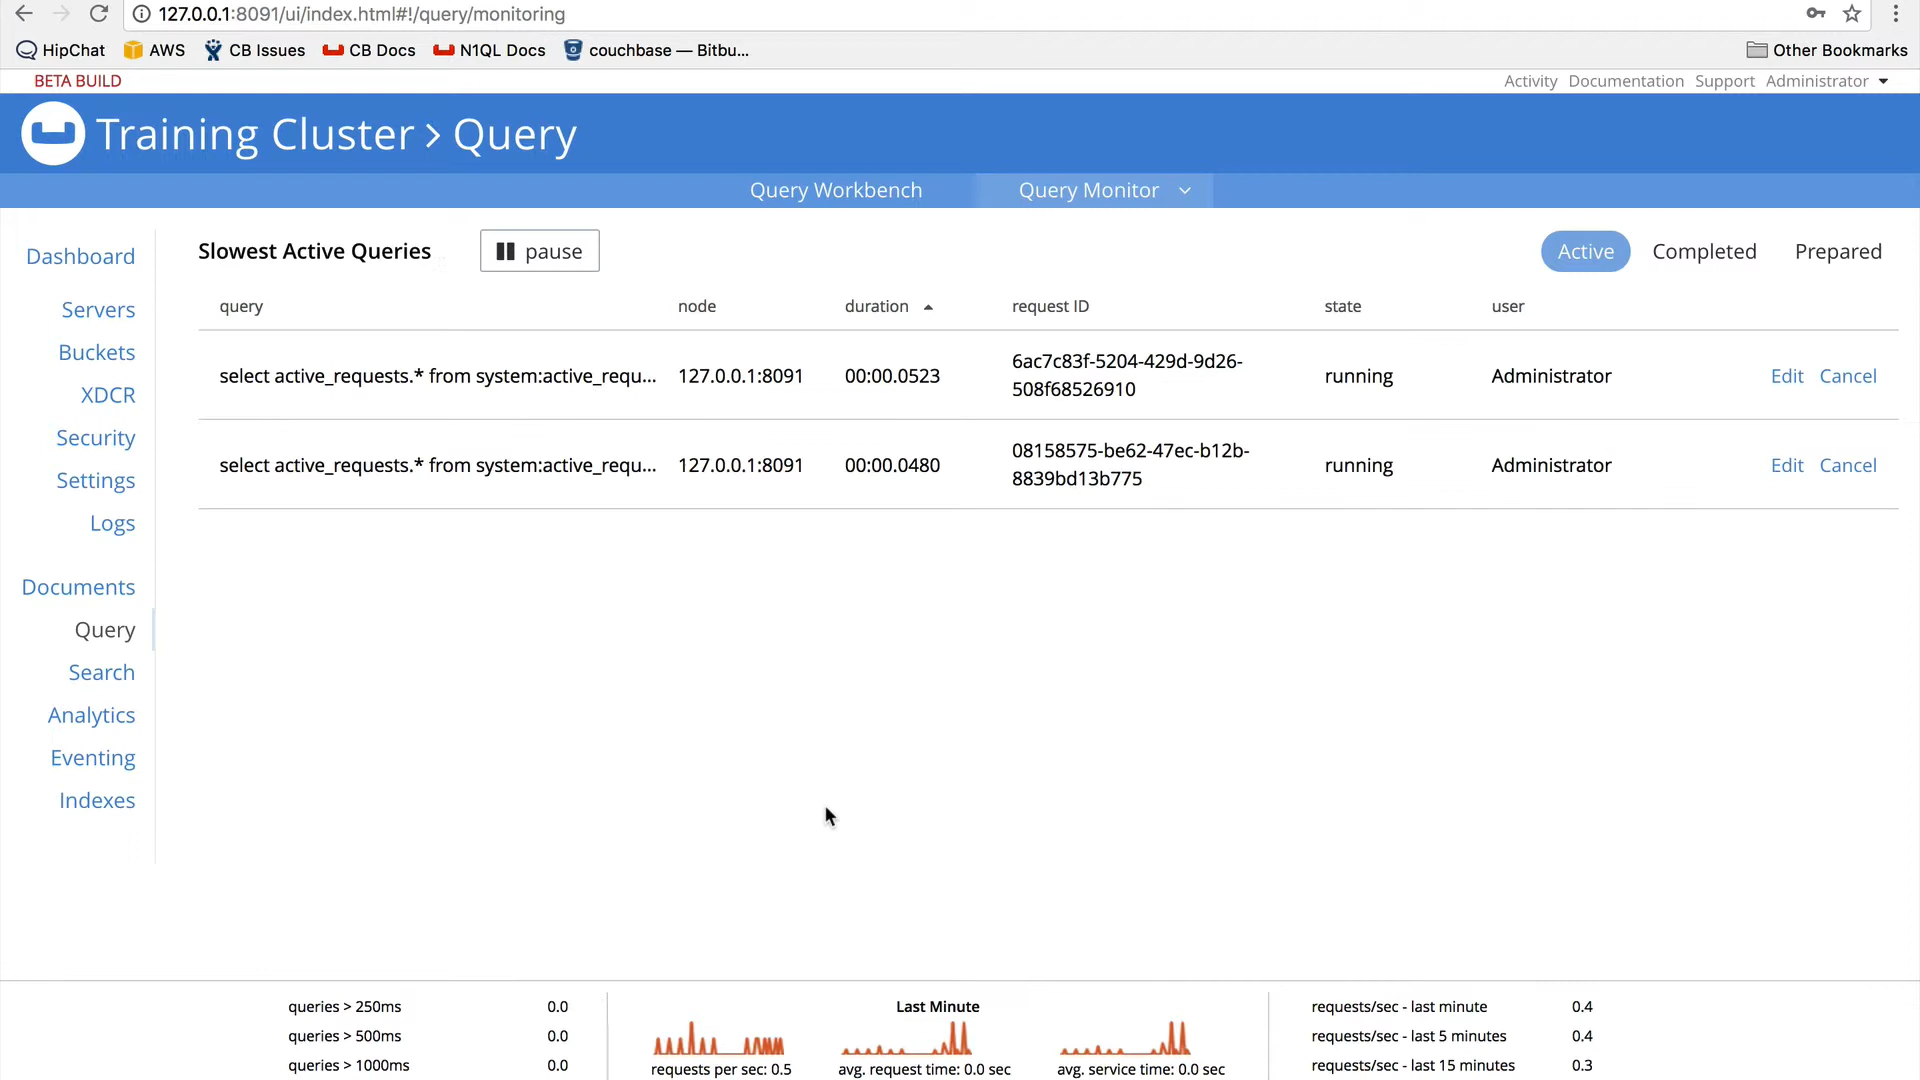 127.0.0.1:8091/ui/index.html#!/query/monitoring
HipChat AWS CB Issues CB Docs N1QL Docs couchbase — Bitbu... Other Bookmarks
BETA BUILD Activity Documentation Support Administrator
Training Cluster › Query
Query Workbench Query Monitor
Dashboard
Servers
Buckets
XDCR
Security
Settings
Logs
Documents
Query
Search
Analytics
Eventing
Indexes
Slowest Active Queries pause Active Completed Prepared
query node duration request ID state user
select active_requests.* from system:active_requ... 127.0.0.1:8091 00:00.0523 6ac7c83f-5204-429d-9d26- running Administrator Edit Cancel
508f68526910
select active_requests.* from system:active_requ... 127.0.0.1:8091 00:00.0480 08158575-be62-47ec-b12b- running Administrator Edit Cancel
8839bd13b775
queries > 250ms 0.0
queries > 500ms 0.0
queries > 1000ms 0.0
Last Minute
requests per sec: 0.5 avg. request time: 0.0 sec avg. service time: 0.0 sec
requests/sec - last minute 0.4
requests/sec - last 5 minutes 0.4
requests/sec - last 15 minutes 0.3